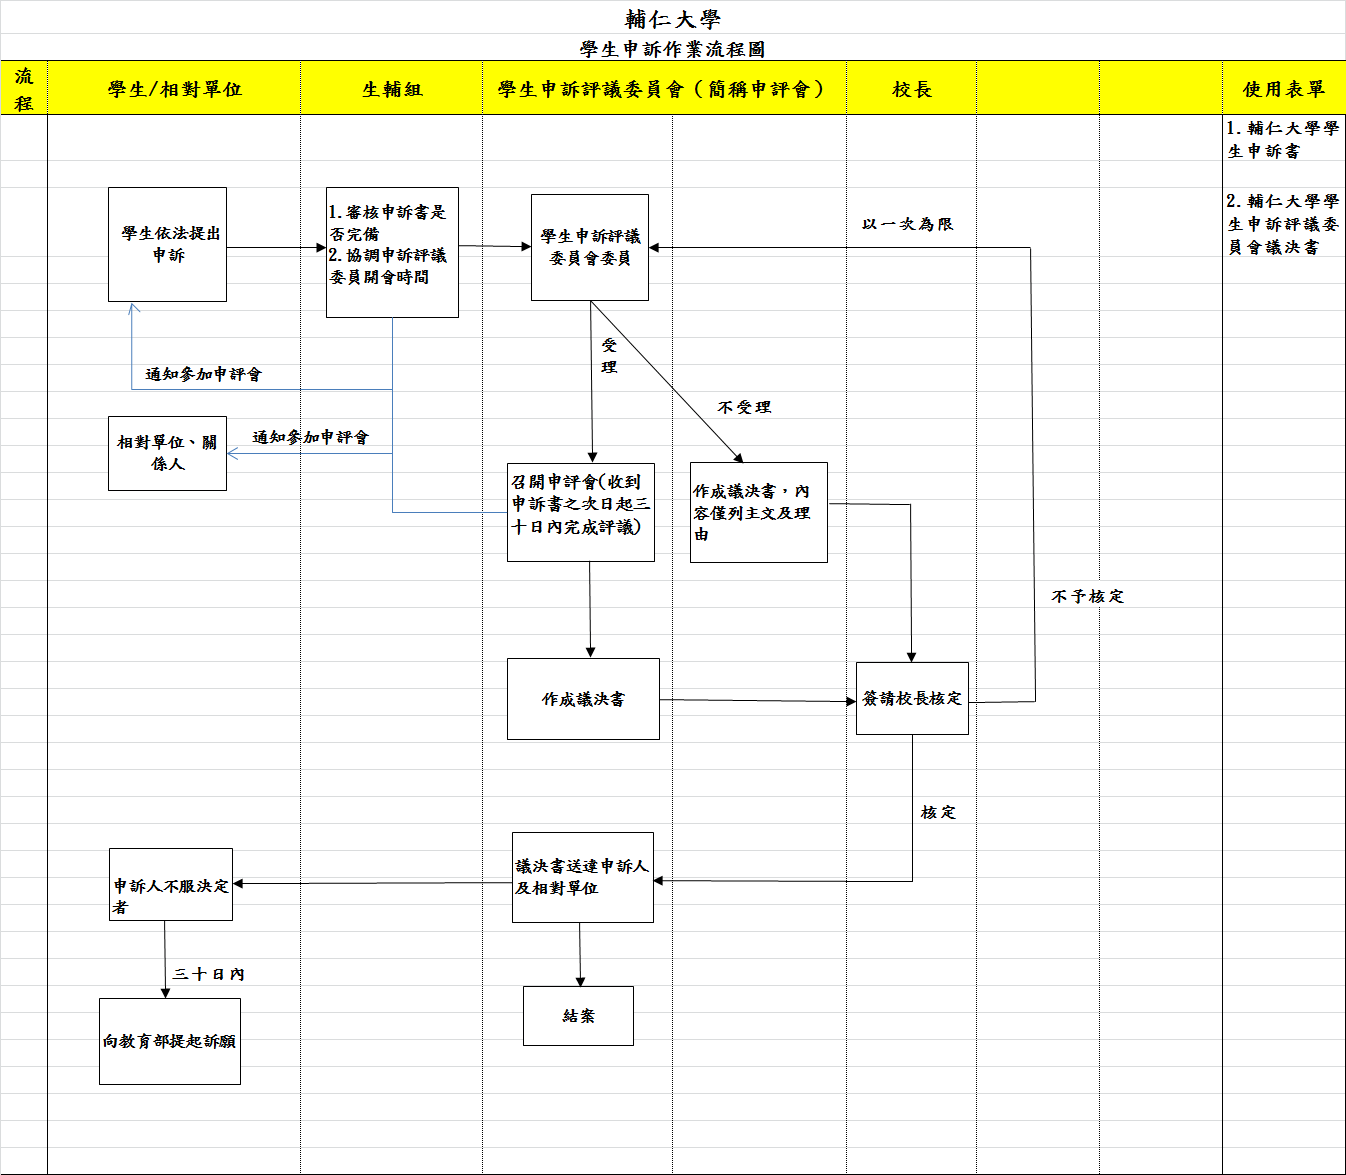 輔仁大學
學生申訴作業流程圖
流
程
學生/相對單位
生輔組
學生申訴評議委員會（簡稱申評會）
校長
使用表單
1.輔仁大學學
生申訴書
2.輔仁大學學
生申訴評議委
員會議決書
學生依法提出
申訴
1.審核申訴書是
否完備
2.協調申訴評議
委員開會時間
學生申訴評議
委員會委員
以一次為限
受
理
不受理
通知參加申評會
相對單位、關
係人
通知參加申評會
召開申評會(收到
申訴書之次日起三
十日內完成評議)
作成議決書，內
容僅列主文及理
由
不予核定
作成議決書
簽請校長核定
核定
議決書送達申訴人
及相對單位
申訴人不服決定
者
三十日內
結案
向教育部提起訴願